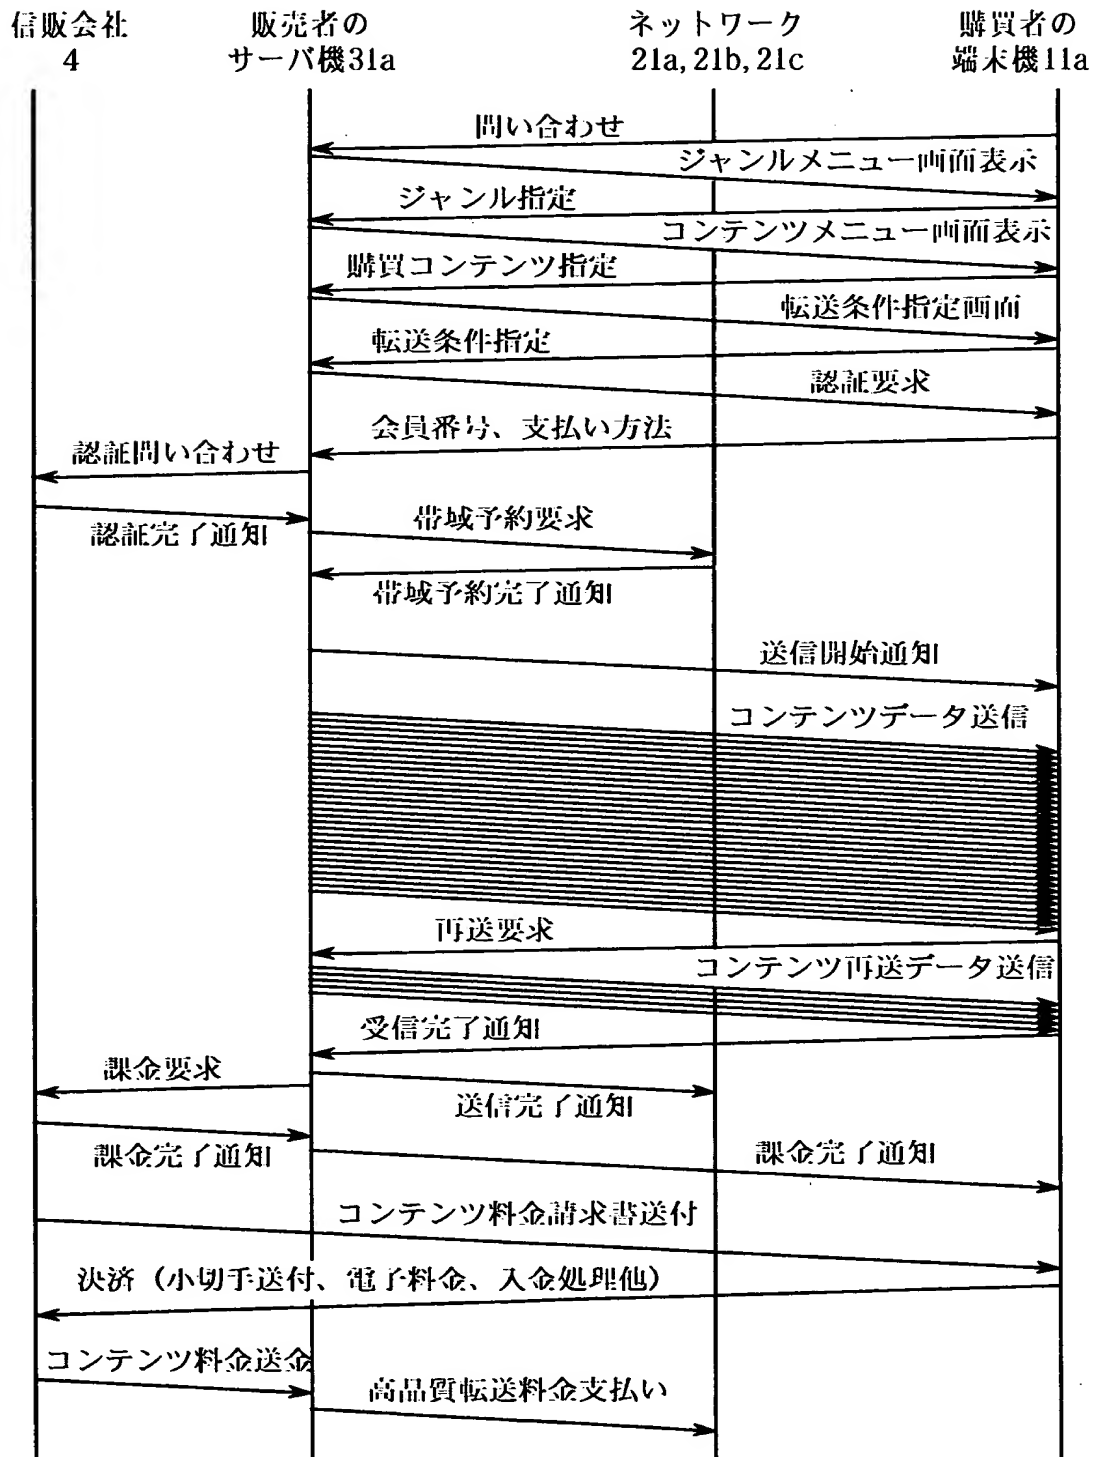 信販会社
4
販売者の
サーバ機31a
ネットワーク
21a, 21b, 21c
購買者の
端末機11a
問い合わせ
ジャンルメニュー画面表示
ジャンル指定
コンテンツメニュー画面表示
購買コンテンツ指定
転送条件指定画面
転送条件指定
認証要求
会員番号、支払い方法
認証問い合わせ
認証完了通知
帯域予約要求
帯域予約完了通知
送信開始通知
コンテンツデータ送信
再送要求
コンテンツ再送データ送信
受信完了通知
課金要求
送信完了通知
課金完了通知
課金完了通知
コンテンツ料金請求書送付
決済（小切手送付、電子料金、入金処理他）
コンテンツ料金送金
高品質転送料金支払い